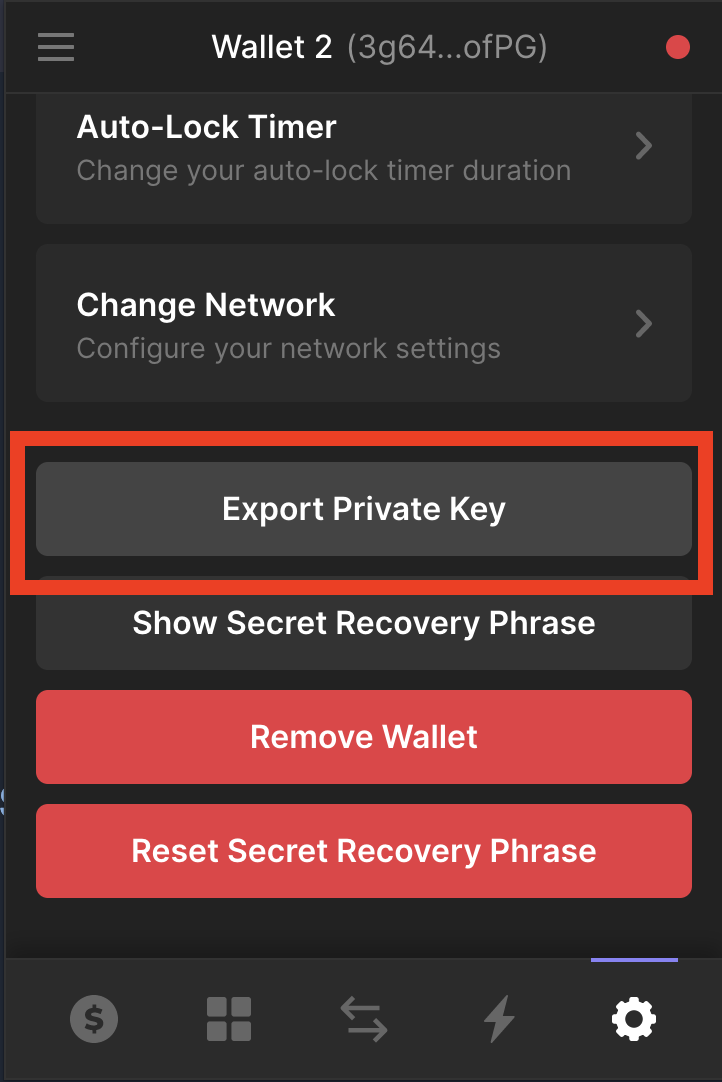 Wallet 2 (3g64...ofPG)
Auto-Lock Timer
Change your auto-lock timer duration
Change Network
Configure your network settings
Export Private Key
Show Secret Recovery Phrase
Remove Wallet
Reset Secret Recovery Phrase
$